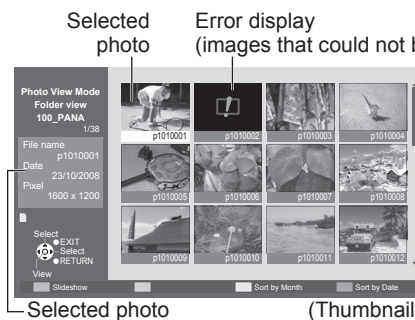 Selected
photo
Error display
(images that could not b
Photo View Mode
Folder view
100_PANA
1/38
File name
p1010001
Date
23/10/2008
Pixel
1600 x 1200
Select
EXIT
Select
RETURN
View
p1010001
p1010002
p1010003
p1010004
p1010005
p1010006
p1010007
p1010008
p1010009
p1010010
p1010011
p1010012
Slideshow
Sort by Month
Sort by Date
Selected photo
(Thumbnail